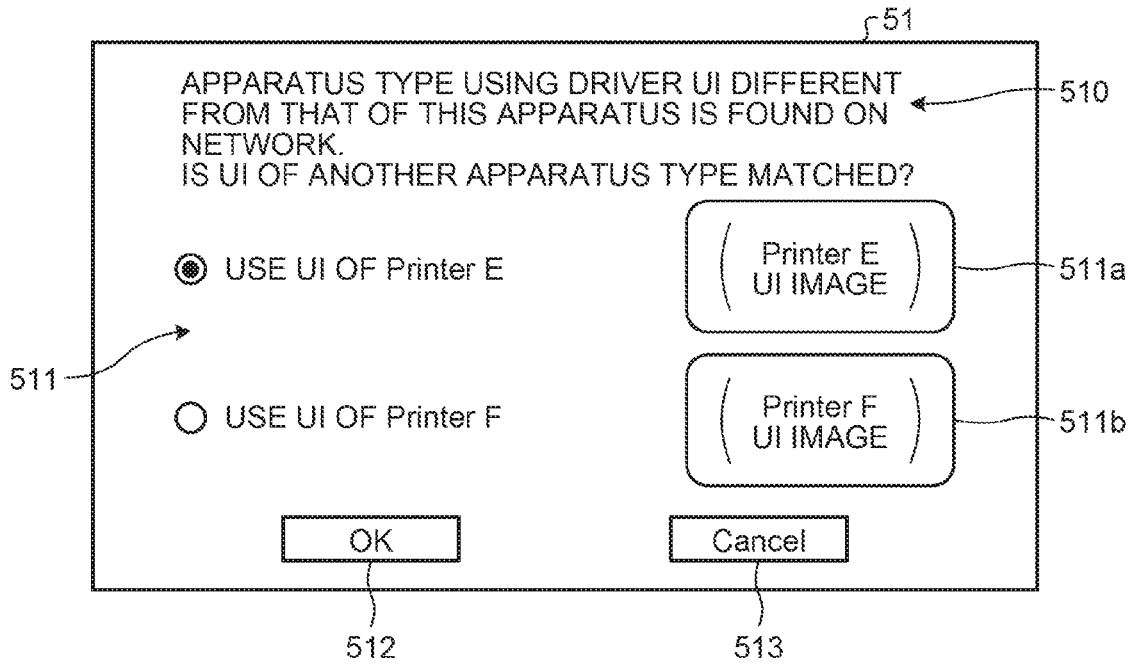 51
APPARATUS TYPE USING DRIVER UI DIFFERENT
FROM THAT OF THIS APPARATUS IS FOUND ON
NETWORK.
IS UI OF ANOTHER APPARATUS TYPE MATCHED?
510
USE UI OF Printer E
Printer E
UI IMAGE
511a
511
USE UI OF Printer F
Printer F
UI IMAGE
511b
OK
Cancel
512
513